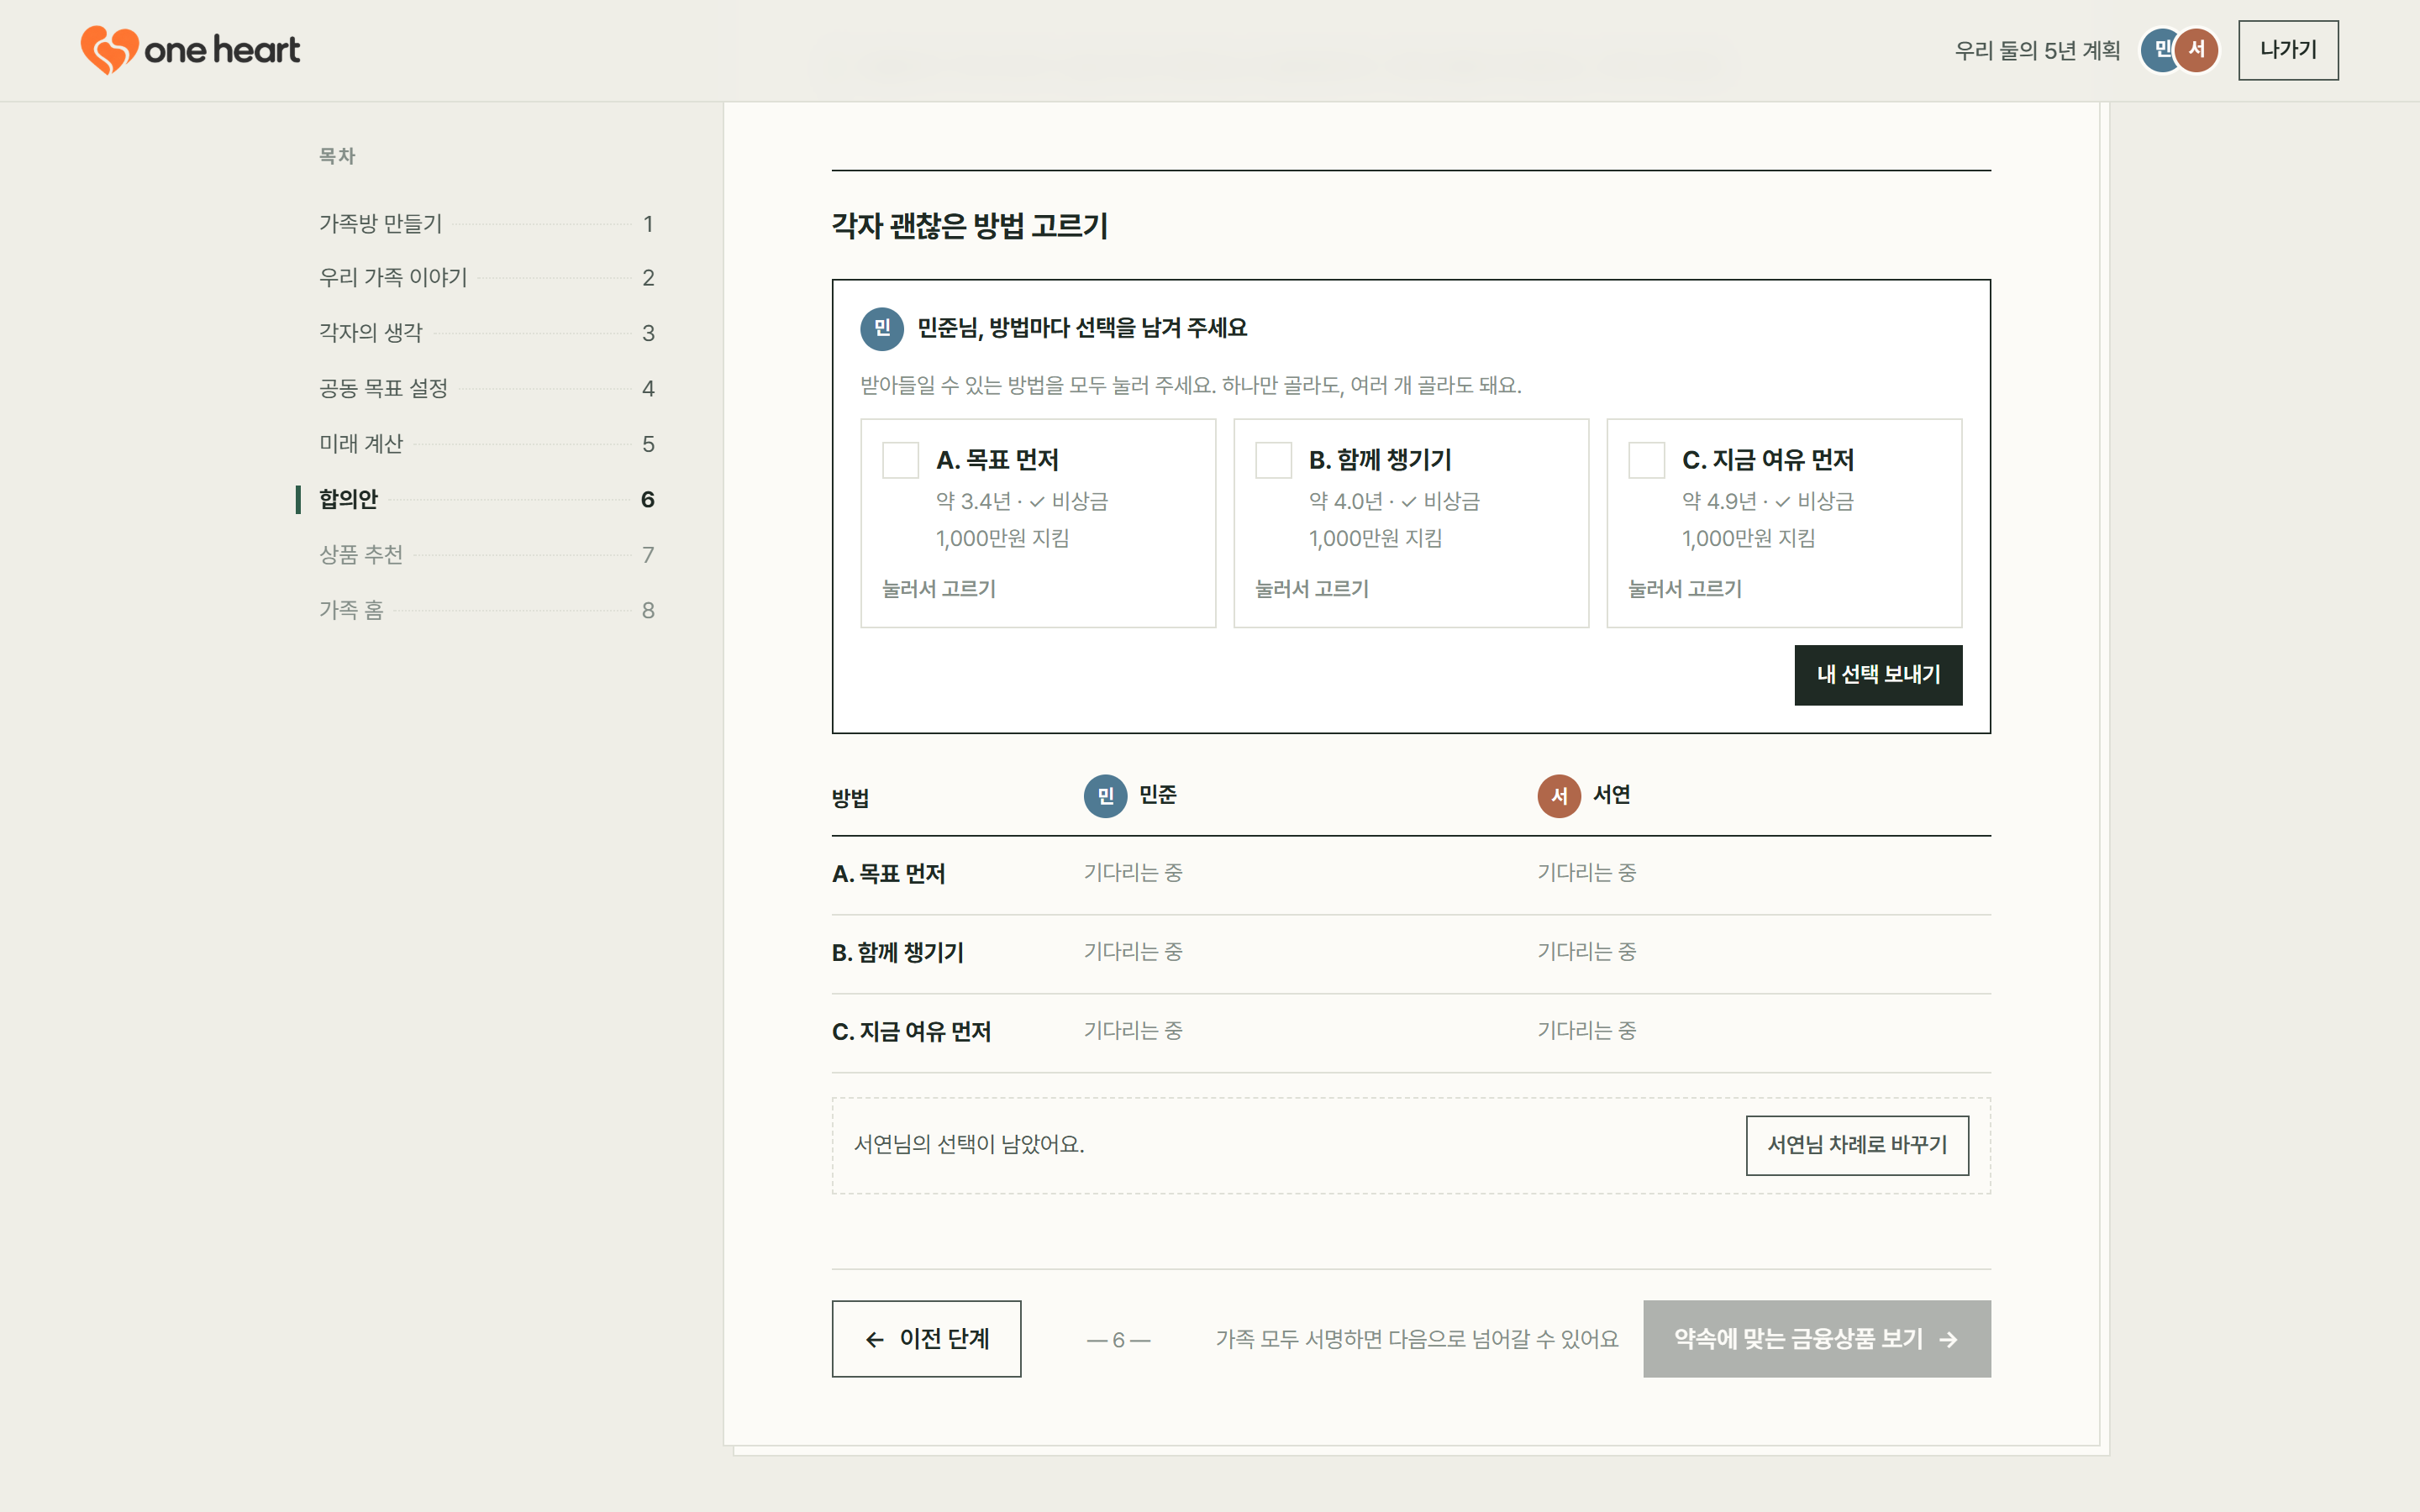 one heart
우리 둘의 5년 계획
민
서
나가기
목차
가족방 만들기 1
우리 가족 이야기 2
각자의 생각 3
공동 목표 설정 4
미래 계산 5
합의안 6
상품 추천 7
가족 홈 8
각자 괜찮은 방법 고르기
민 민준님, 방법마다 선택을 남겨 주세요
받아들일 수 있는 방법을 모두 눌러 주세요. 하나만 골라도, 여러 개 골라도 돼요.
A. 목표 먼저
약 3.4년 · ✓ 비상금
1,000만원 지킴
눌러서 고르기
B. 함께 챙기기
약 4.0년 · ✓ 비상금
1,000만원 지킴
눌러서 고르기
C. 지금 여유 먼저
약 4.9년 · ✓ 비상금
1,000만원 지킴
눌러서 고르기
내 선택 보내기
방법 민 민준 서 서연
A. 목표 먼저 기다리는 중 기다리는 중
B. 함께 챙기기 기다리는 중 기다리는 중
C. 지금 여유 먼저 기다리는 중 기다리는 중
서연님의 선택이 남았어요. 서연님 차례로 바꾸기
← 이전 단계 — 6 — 가족 모두 서명하면 다음으로 넘어갈 수 있어요 약속에 맞는 금융상품 보기 →